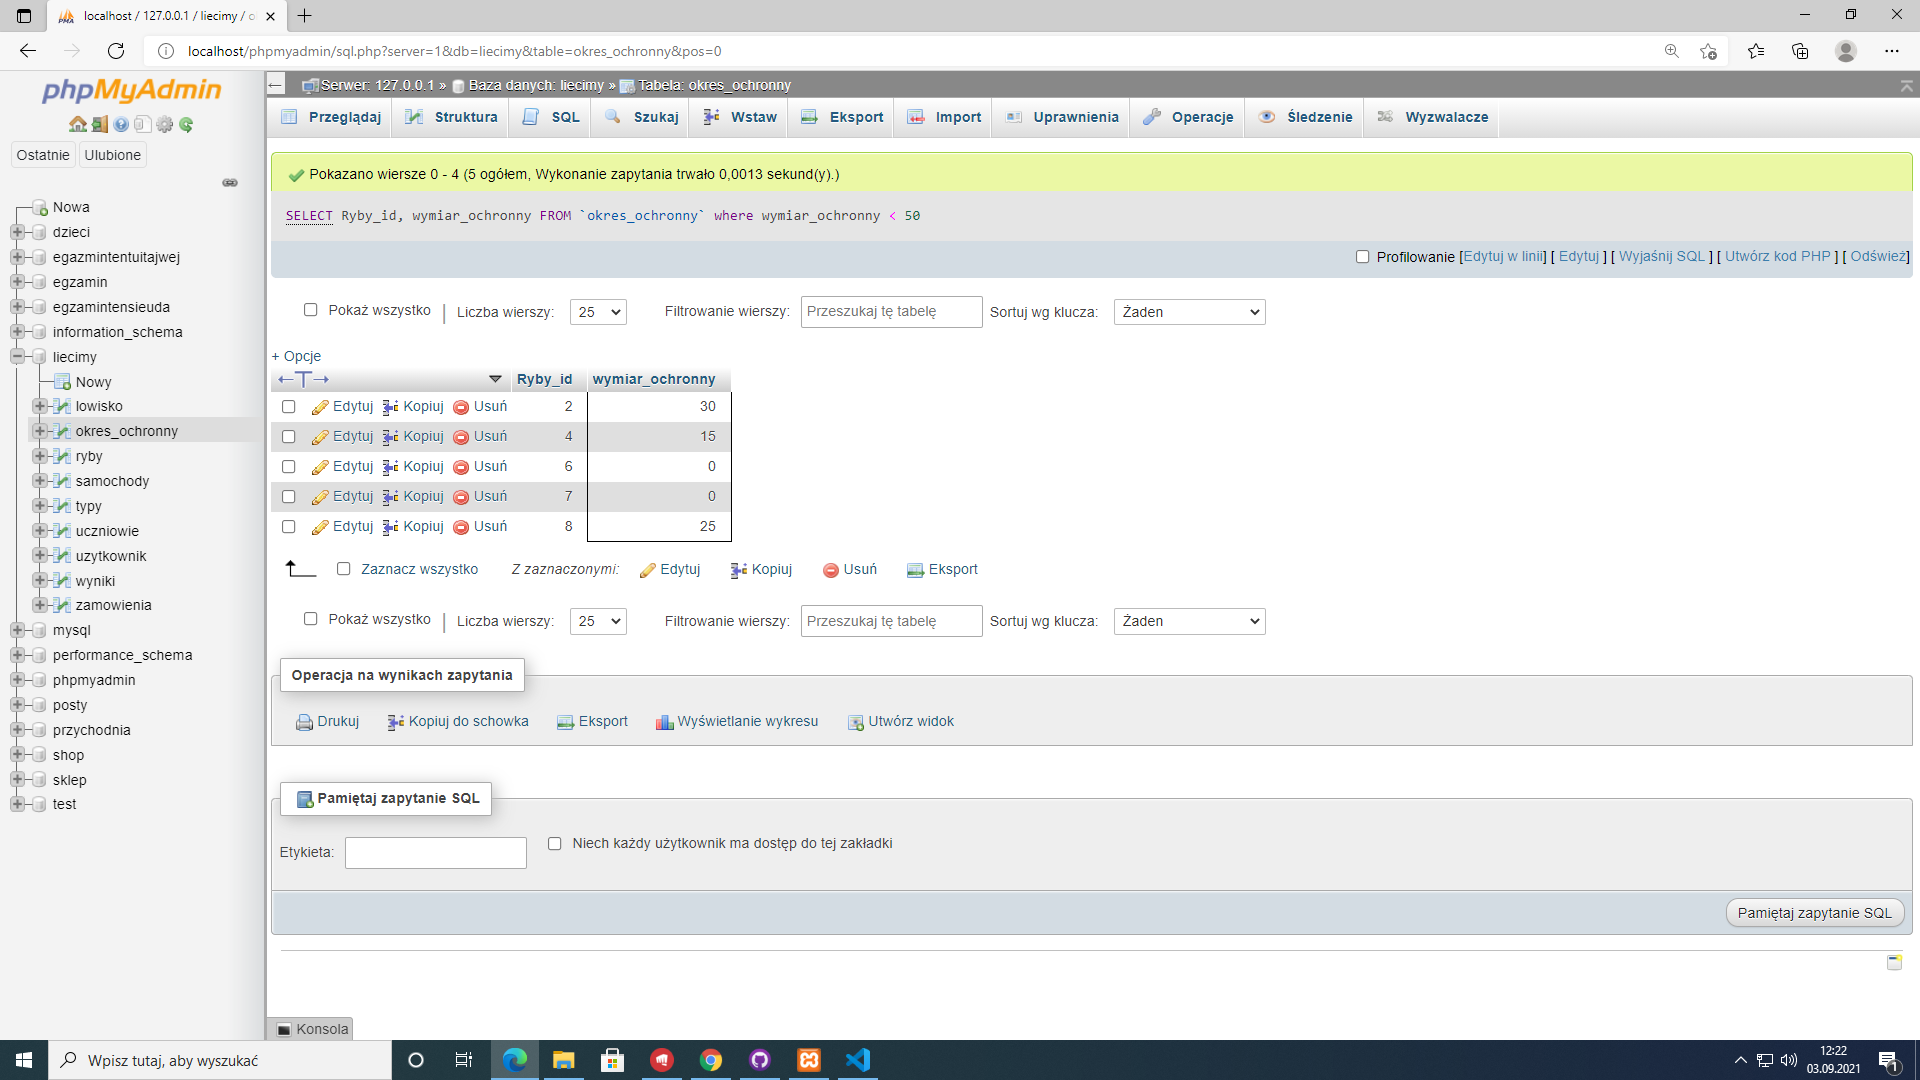 localhost / 127.0.0.1 / liecimy / o
localhost/phpmyadmin/sql.php?server=1&db=liecimy&table=okres_ochronny&pos=0
phpMyAdmin
Ostatnie Ulubione
Nowa
dzieci
egazmintentuitajwej
egzamin
egzamintensieuda
information_schema
liecimy
Nowy
lowisko
okres_ochronny
ryby
samochody
typy
uczniowie
uzytkownik
wyniki
zamowienia
mysql
performance_schema
phpmyadmin
posty
przychodnia
shop
sklep
test
Serwer: 127.0.0.1 » Baza danych: liecimy » Tabela: okres_ochronny
Przeglądaj Struktura SQL Szukaj Wstaw Eksport Import Uprawnienia Operacje Śledzenie Wyzwalacze
Pokazano wiersze 0 - 4 (5 ogółem, Wykonanie zapytania trwało 0,0013 sekund(y).)
SELECT Ryby_id, wymiar_ochronny FROM `okres_ochronny` where wymiar_ochronny < 50
Profilowanie [Edytuj w linii] [ Edytuj ] [ Wyjaśnij SQL ] [ Utwórz kod PHP ] [ Odśwież]
Pokaż wszystko | Liczba wierszy: 25 Filtrowanie wierszy: Przeszukaj tę tabelę Sortuj wg klucza: Żaden
+ Opcje
←T→ Ryby_id wymiar_ochronny
Edytuj Kopiuj Usuń 2 30
Edytuj Kopiuj Usuń 4 15
Edytuj Kopiuj Usuń 6 0
Edytuj Kopiuj Usuń 7 0
Edytuj Kopiuj Usuń 8 25
Zaznacz wszystko Z zaznaczonymi: Edytuj Kopiuj Usuń Eksport
Pokaż wszystko | Liczba wierszy: 25 Filtrowanie wierszy: Przeszukaj tę tabelę Sortuj wg klucza: Żaden
Operacja na wynikach zapytania
Drukuj Kopiuj do schowka Eksport Wyświetlanie wykresu Utwórz widok
Pamiętaj zapytanie SQL
Etykieta: Niech każdy użytkownik ma dostęp do tej zakładki
Pamiętaj zapytanie SQL
Konsola
Wpisz tutaj, aby wyszukać
12:22
03.09.2021
1